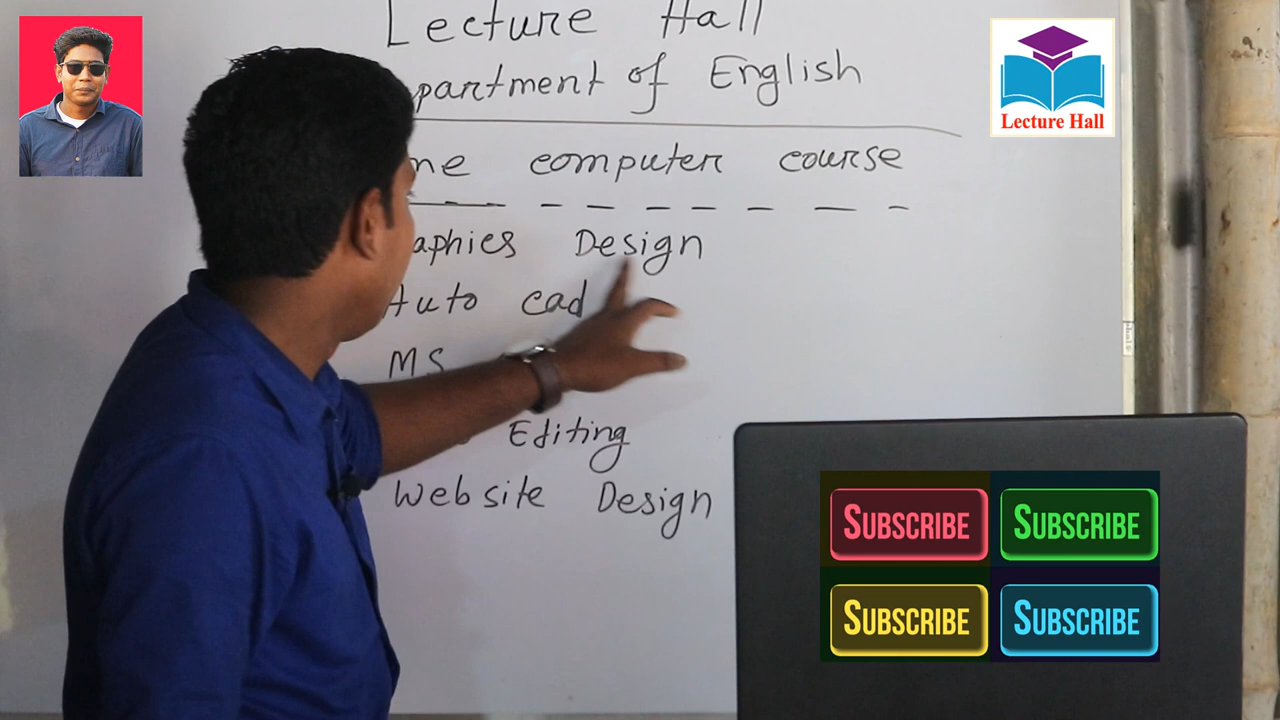 Lecture Hall
partment of English
me computer course
aphies Design
Auto cad
MS
Editing
Website Design
Lecture Hall
SUBSCRIBE
SUBSCRIBE
SUBSCRIBE
SUBSCRIBE